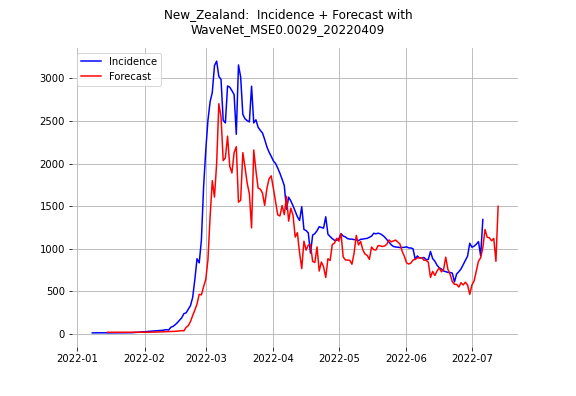 New_Zealand:  Incidence + Forecast with
WaveNet_MSE0.0029_20220409
Incidence
Forecast
3000
2500
2000
1500
1000
500
0
2022-01 2022-02 2022-03 2022-04 2022-05 2022-06 2022-07